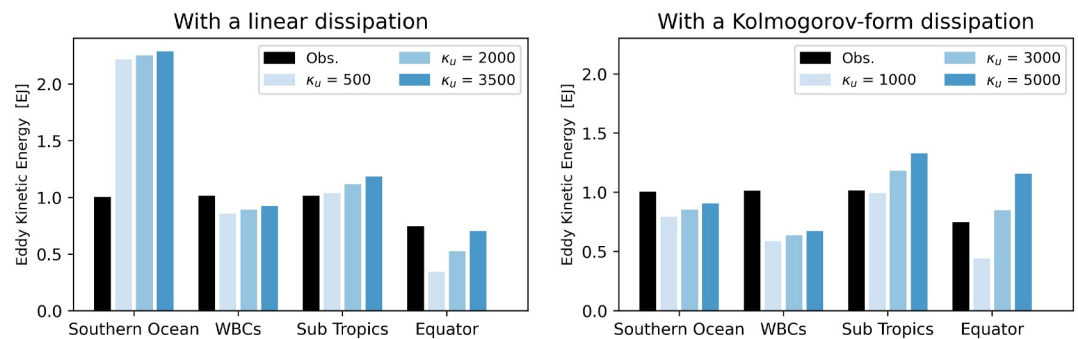 With a linear dissipation
Eddy Kinetic Energy [EJ]
2.0
1.5
1.0
0.5
0.0
Obs.
κu = 500
κu = 2000
κu = 3500
Southern Ocean WBCs Sub Tropics Equator
With a Kolmogorov-form dissipation
Eddy Kinetic Energy [EJ]
2.0
1.5
1.0
0.5
0.0
Obs.
κu = 1000
κu = 3000
κu = 5000
Southern Ocean WBCs Sub Tropics Equator